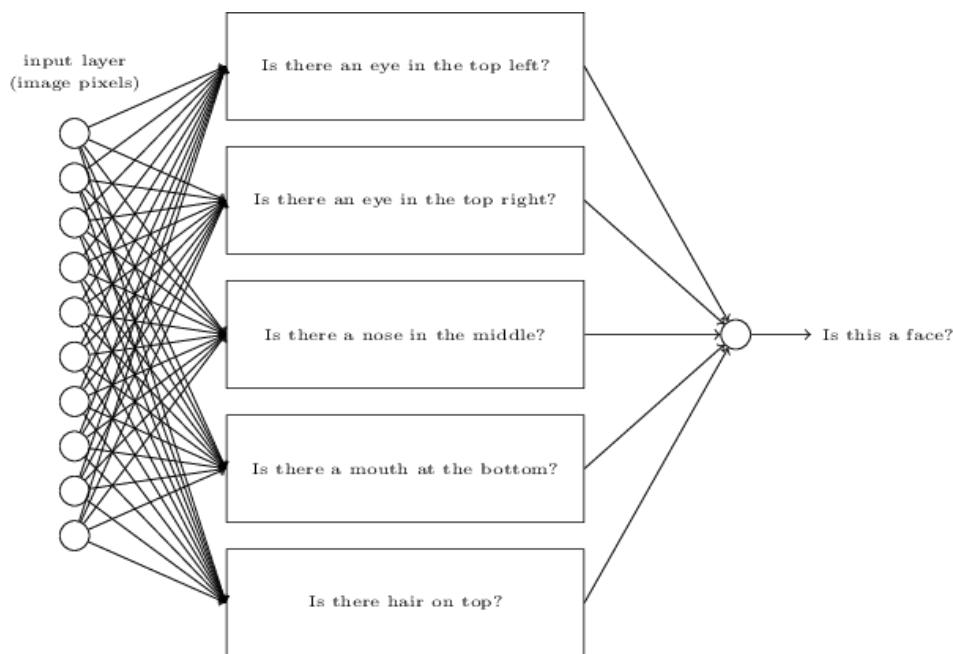 input layer
(image pixels)
Is there an eye in the top left?
Is there an eye in the top right?
Is there a nose in the middle?
Is there a mouth at the bottom?
Is there hair on top?
Is this a face?